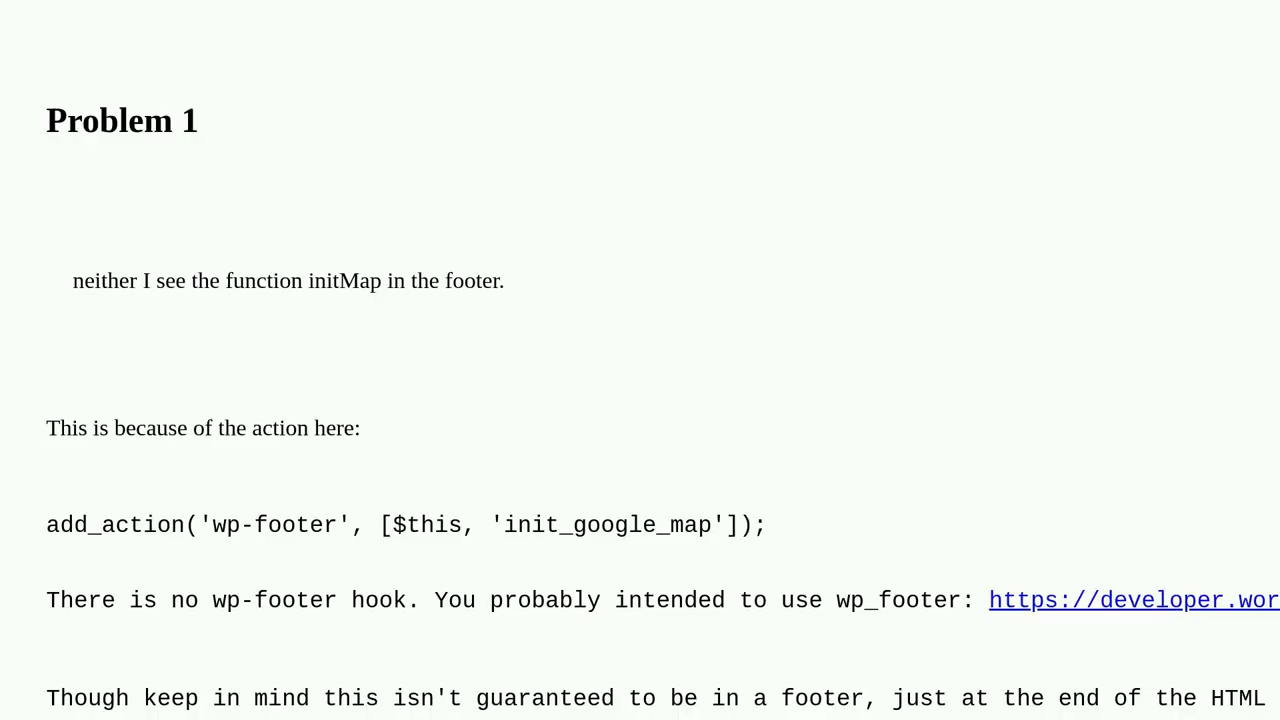 Problem 1
neither I see the function initMap in the footer.
This is because of the action here:
add_action('wp-footer', [$this, 'init_google_map']);
There is no wp-footer hook. You probably intended to use wp_footer: https://developer.wor
Though keep in mind this isn't guaranteed to be in a footer, just at the end of the HTML